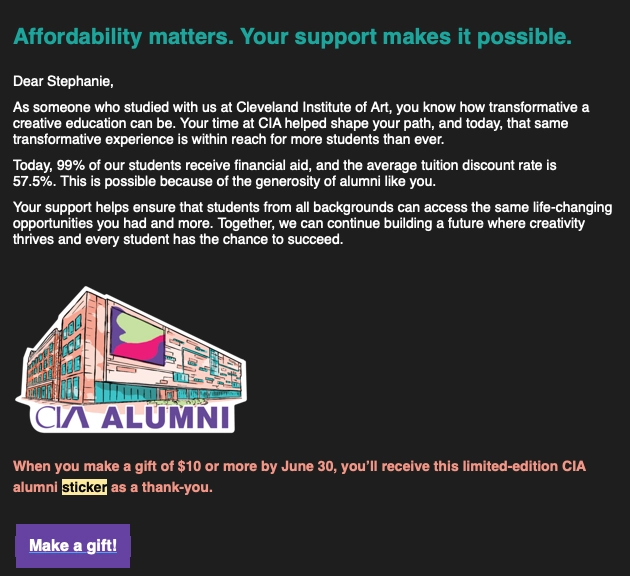 Affordability matters. Your support makes it possible.
Dear Stephanie,
As someone who studied with us at Cleveland Institute of Art, you know how transformative a
creative education can be. Your time at CIA helped shape your path, and today, that same
transformative experience is within reach for more students than ever.
Today, 99% of our students receive financial aid, and the average tuition discount rate is
57.5%. This is possible because of the generosity of alumni like you.
Your support helps ensure that students from all backgrounds can access the same life-changing
opportunities you had and more. Together, we can continue building a future where creativity
thrives and every student has the chance to succeed.
CIA ALUMNI
When you make a gift of $10 or more by June 30, you’ll receive this limited-edition CIA
alumni sticker as a thank-you.
Make a gift!